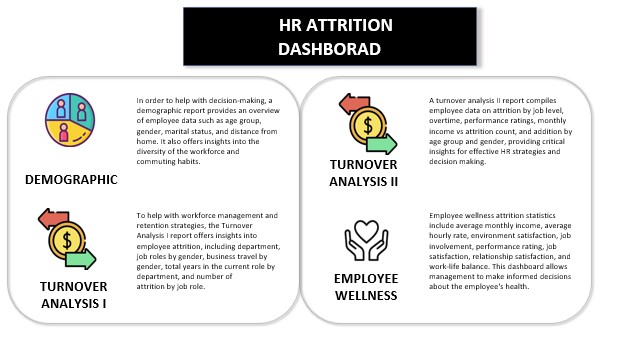 HR ATTRITION
DASHBORAD
In order to help with decision-making, a
demographic report provides an overview
of employee data such as age group,
gender, marital status, and distance from
home. It also offers insights into the
diversity of the workforce and
commuting habits.
DEMOGRAPHIC
To help with workforce management and
retention strategies, the Turnover
Analysis I report offers insights into
employee attrition, including department,
job roles by gender, business travel by
gender, total years in the current role by
department, and number of
attrition by job role.
TURNOVER
ANALYSIS I
A turnover analysis II report compiles
employee data on attrition by job level,
overtime, performance ratings, monthly
income vs attrition count, and addition by
age group and gender, providing critical
insights for effective HR strategies and
decision making.
TURNOVER
ANALYSIS II
Employee wellness attrition statistics
include average monthly income, average
hourly rate, environment satisfaction, job
involvement, performance rating, job
satisfaction, relationship satisfaction, and
work-life balance. This dashboard allows
management to make informed decisions
about the employee's health.
EMPLOYEE
WELLNESS